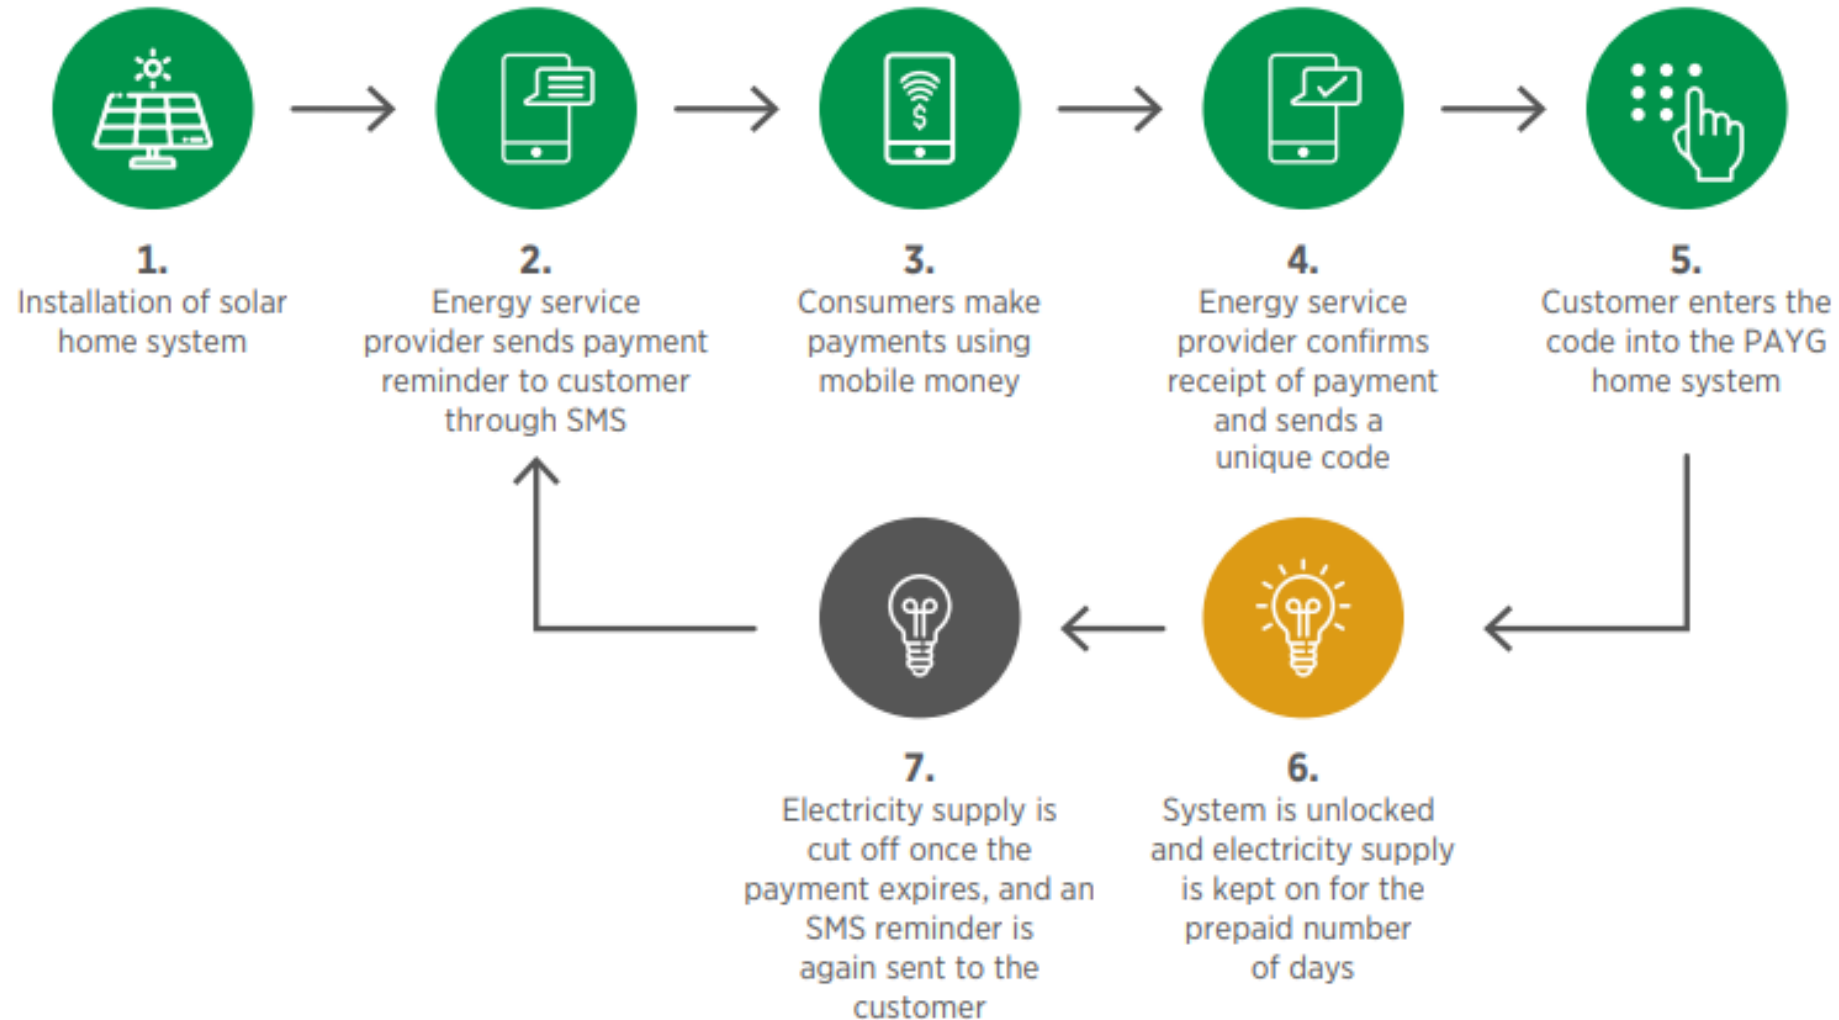 1.
Installation of solar
home system
2.
Energy service
provider sends payment
reminder to customer
through SMS
3.
Consumers make
payments using
mobile money
4.
Energy service
provider confirms
receipt of payment
and sends a
unique code
5.
Customer enters the
code into the PAYG
home system
$
7.
Electricity supply is
cut off once the
payment expires, and an
SMS reminder is
again sent to the
customer
6.
System is unlocked
and electricity supply
is kept on for the
prepaid number
of days